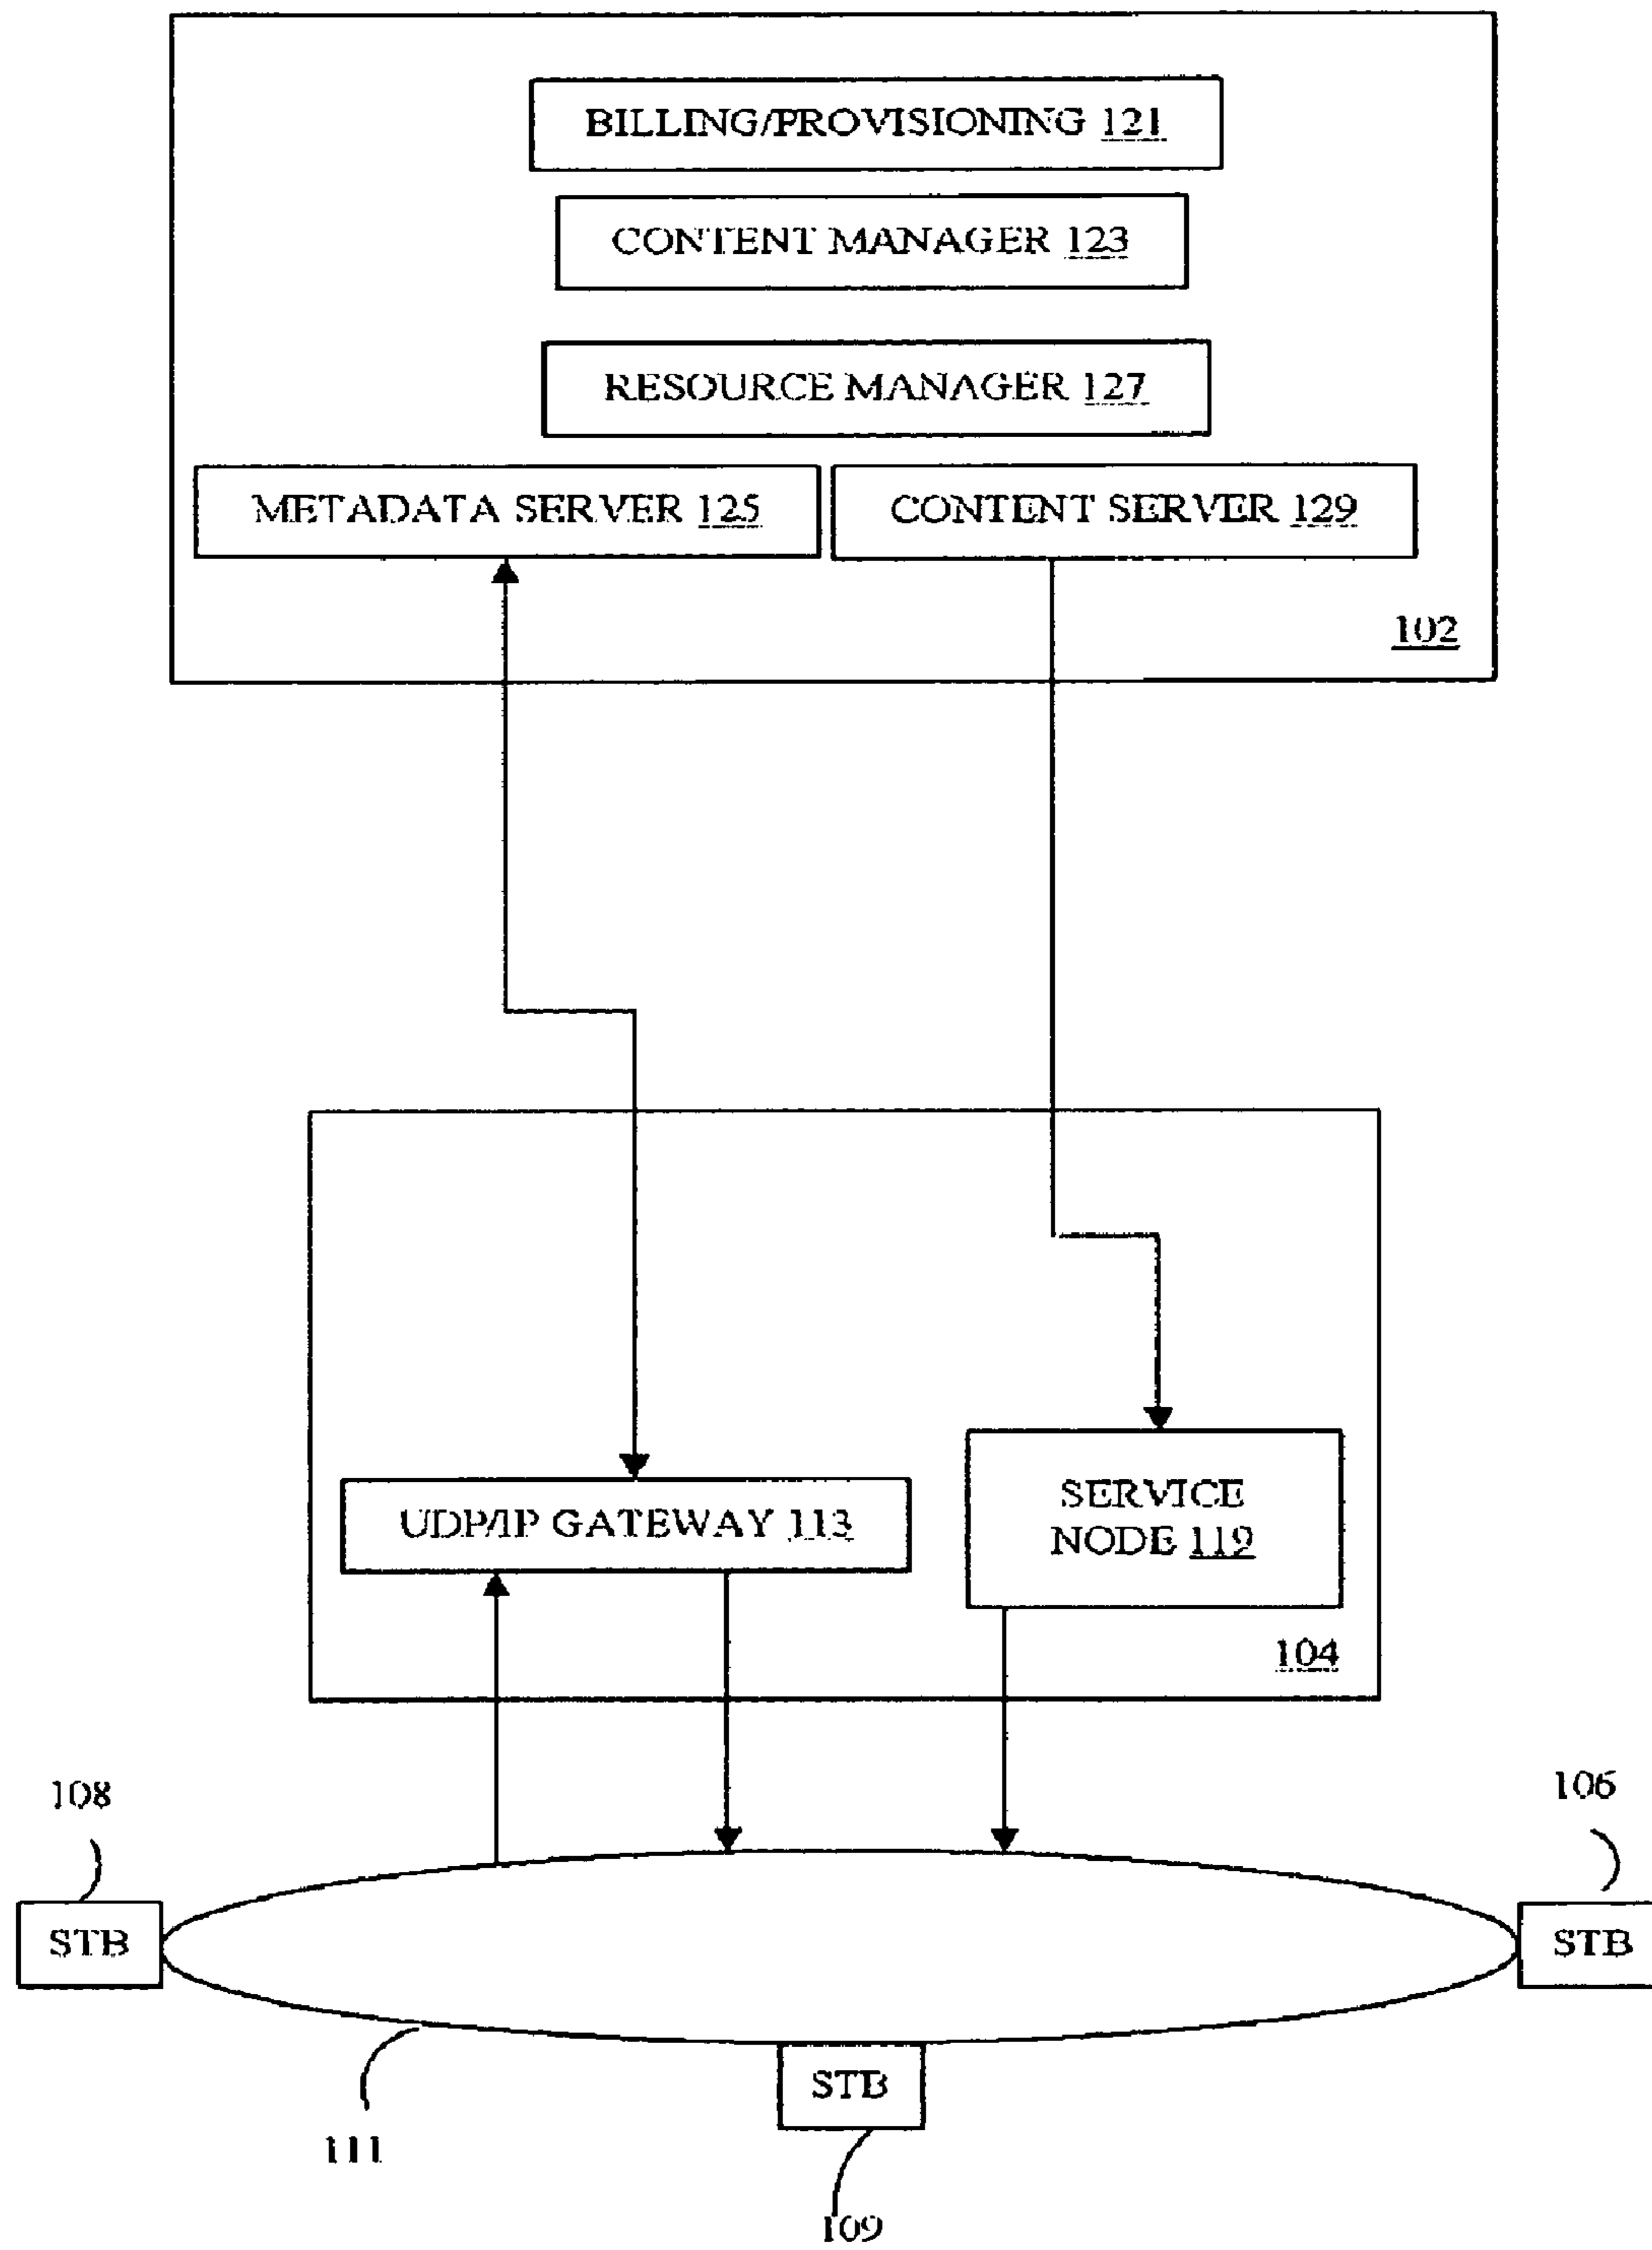 BILLING/PROVISIONING 121
CONTENT MANAGER 123
RESOURCE MANAGER 127
METADATA SERVER 125
CONTENT SERVER 129
102
UDP/IP GATEWAY 113
SERVICE
NODE 119
104
108
106
STB
STB
STB
111
109